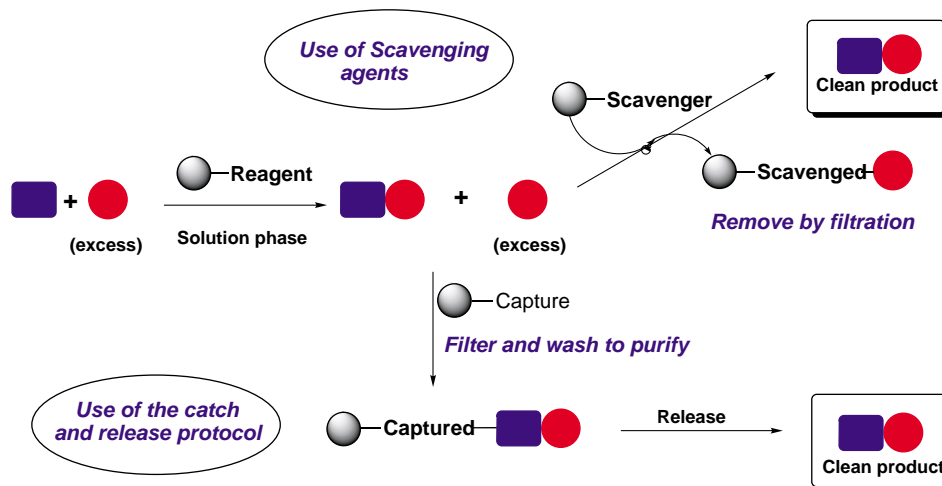 Use of Scavenging
agents
Clean product
Scavenger
Reagent
Scavenged
+
+
Remove by filtration
(excess)
Solution phase
(excess)
Capture
Filter and wash to purify
Use of the catch
and release protocol
Captured
Release
Clean product